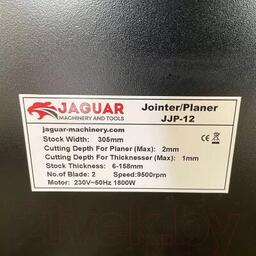 JAGUAR
MACHINERY AND TOOLS
Jointer/Planer
JJP-12
jaguar-machinery.com
Stock Width: 305mm
Cutting Depth For Planer (Max): 2mm
Cutting Depth For Thicknesser (Max): 1mm
Stock Thickness: 6-158mm
No.of Blade: 2 Speed:9500rpm
Motor: 230V~50Hz 1800W